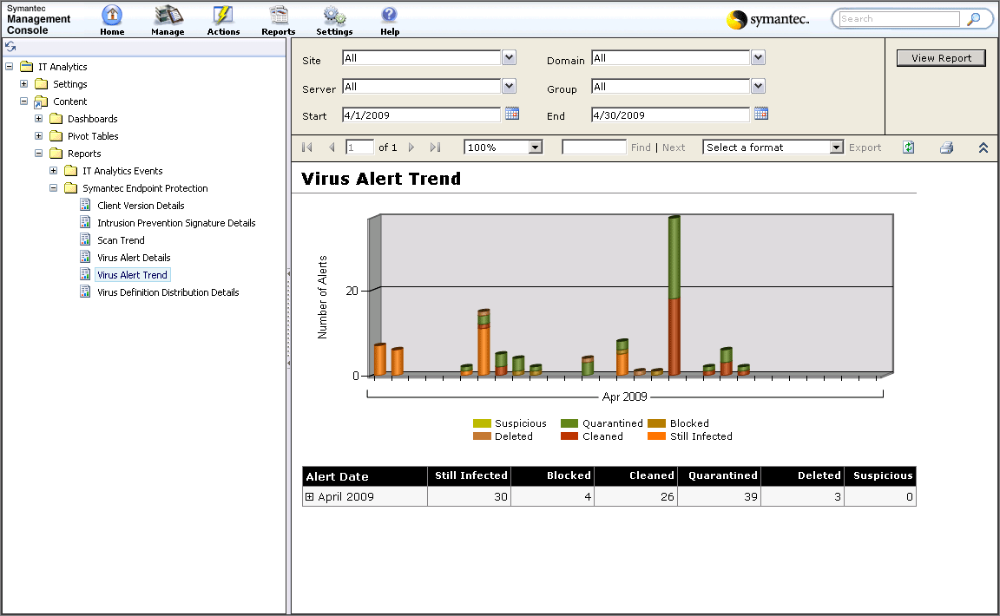 Symantec
Management
Console
Home Manage Actions Reports Settings Help
symantec.
Search
IT Analytics
Settings
Content
Dashboards
Pivot Tables
Reports
IT Analytics Events
Symantec Endpoint Protection
Client Version Details
Intrusion Prevention Signature Details
Scan Trend
Virus Alert Details
Virus Alert Trend
Virus Definition Distribution Details
Site All Domain All View Report
Server All Group All
Start 4/1/2009 End 4/30/2009
1 of 1 100% Find | Next Select a format Export
Virus Alert Trend
Number of Alerts
20
0
Apr 2009
Suspicious Quarantined Blocked
Deleted Cleaned Still Infected
Alert Date Still Infected Blocked Cleaned Quarantined Deleted Suspicious
April 2009 30 4 26 39 3 0